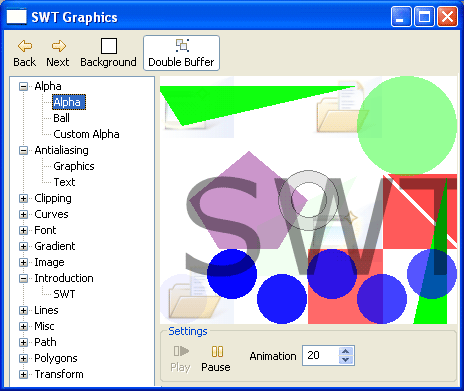 SWT Graphics
Back Next Background Double Buffer
Alpha
Alpha
Ball
Custom Alpha
Antialiasing
Graphics
Text
Clipping
Curves
Font
Gradient
Image
Introduction
SWT
Lines
Misc
Path
Polygons
Transform
SWT
Settings
Play Pause Animation 20